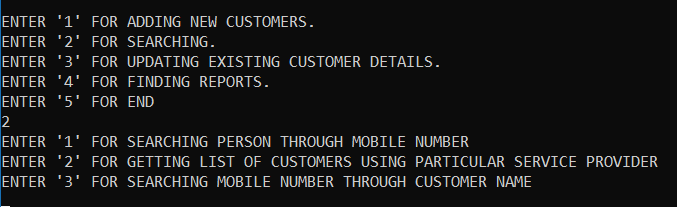 ENTER '1' FOR ADDING NEW CUSTOMERS.
ENTER '2' FOR SEARCHING.
ENTER '3' FOR UPDATING EXISTING CUSTOMER DETAILS.
ENTER '4' FOR FINDING REPORTS.
ENTER '5' FOR END
2
ENTER '1' FOR SEARCHING PERSON THROUGH MOBILE NUMBER
ENTER '2' FOR GETTING LIST OF CUSTOMERS USING PARTICULAR SERVICE PROVIDER
ENTER '3' FOR SEARCHING MOBILE NUMBER THROUGH CUSTOMER NAME